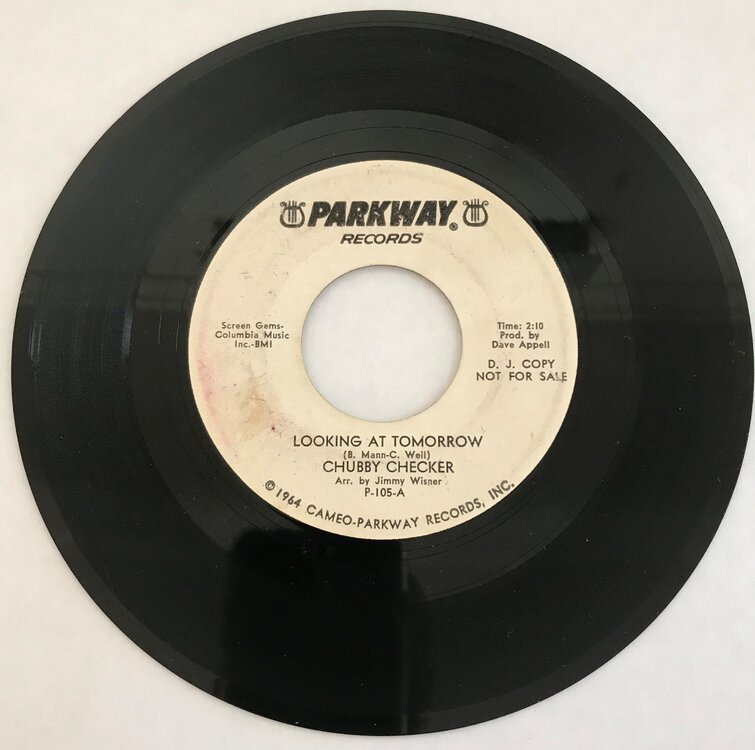 PARKWAY®
RECORDS
Screen Gems-
Columbia Music
Inc.-BMI
Time: 2:10
Prod. by
Dave Appell
D. J. COPY
NOT FOR SALE
LOOKING AT TOMORROW
(B. Mann-C. Weil)
CHUBBY CHECKER
Arr. by Jimmy Wisner
P-105-A
© 1964 CAMEO-PARKWAY RECORDS, INC.